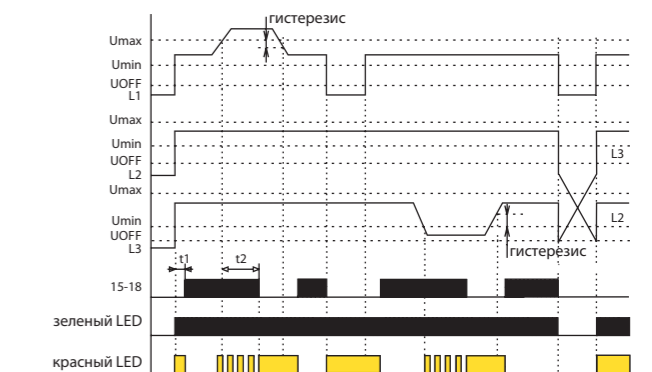 гистерезис
Umax
Umin
UOFF
L1
Umax
Umin
UOFF
L2
L3
Umax
Umin
UOFF
L3
L2
гистерезис
t1 t2
15-18
зеленый LED
красный LED